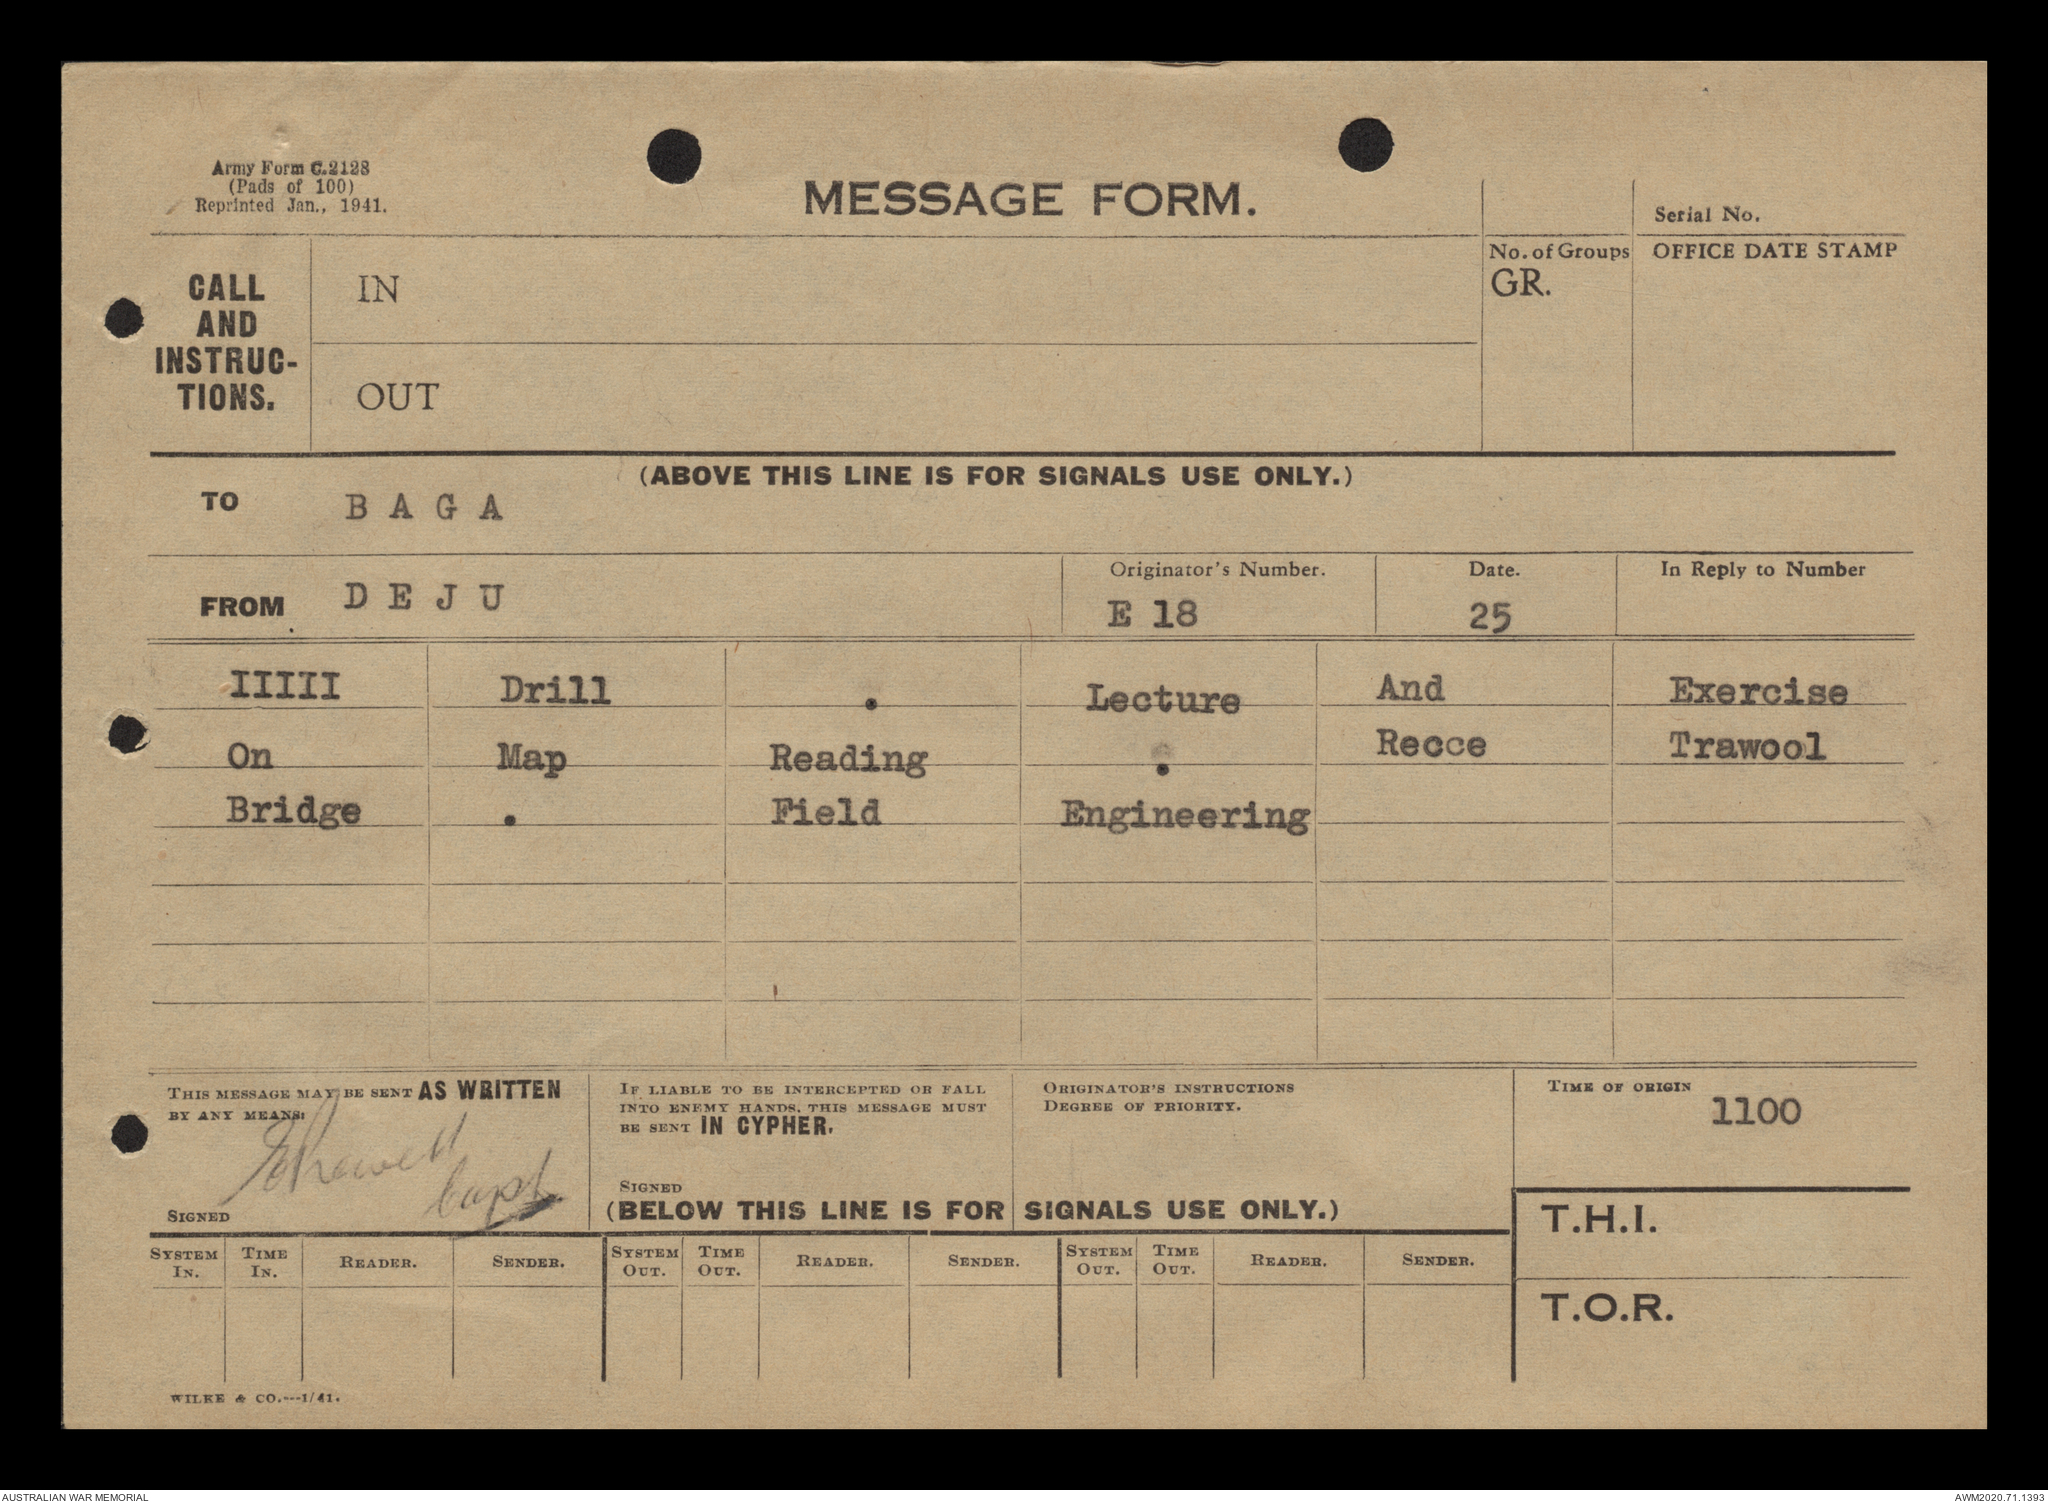 Army Form C.2128
(Pads of 100)
Reprinted Jan., 1941.
MESSAGE FORM.
Serial No.
CALL
AND
INSTRUC-
TIONS.
IN
OUT
No. of Groups
GR.
OFFICE DATE STAMP
(ABOVE THIS LINE IS FOR SIGNALS USE ONLY.)
TO B A G A
FROM D E J U
Originator's Number.
E 18
Date.
25
In Reply to Number
IIIII Drill . Lecture And Exercise
On Map Reading . Recce Trawool
Bridge . Field Engineering
THIS MESSAGE MAY BE SENT AS WRITTEN
BY ANY MEANS:
Capt
SIGNED
IF LIABLE TO BE INTERCEPTED OR FALL
INTO ENEMY HANDS, THIS MESSAGE MUST
BE SENT IN CYPHER.
SIGNED
ORIGINATOR'S INSTRUCTIONS
DEGREE OF PRIORITY.
TIME OF ORIGIN
1100
(BELOW THIS LINE IS FOR SIGNALS USE ONLY.)
T.H.I.
T.O.R.
SYSTEM IN. TIME IN. READER. SENDER. SYSTEM OUT. TIME OUT. READER. SENDER. SYSTEM OUT. TIME OUT. READER. SENDER.
WILKE & CO.---1/41.
AUSTRALIAN WAR MEMORIAL
AWM2020.71.1393